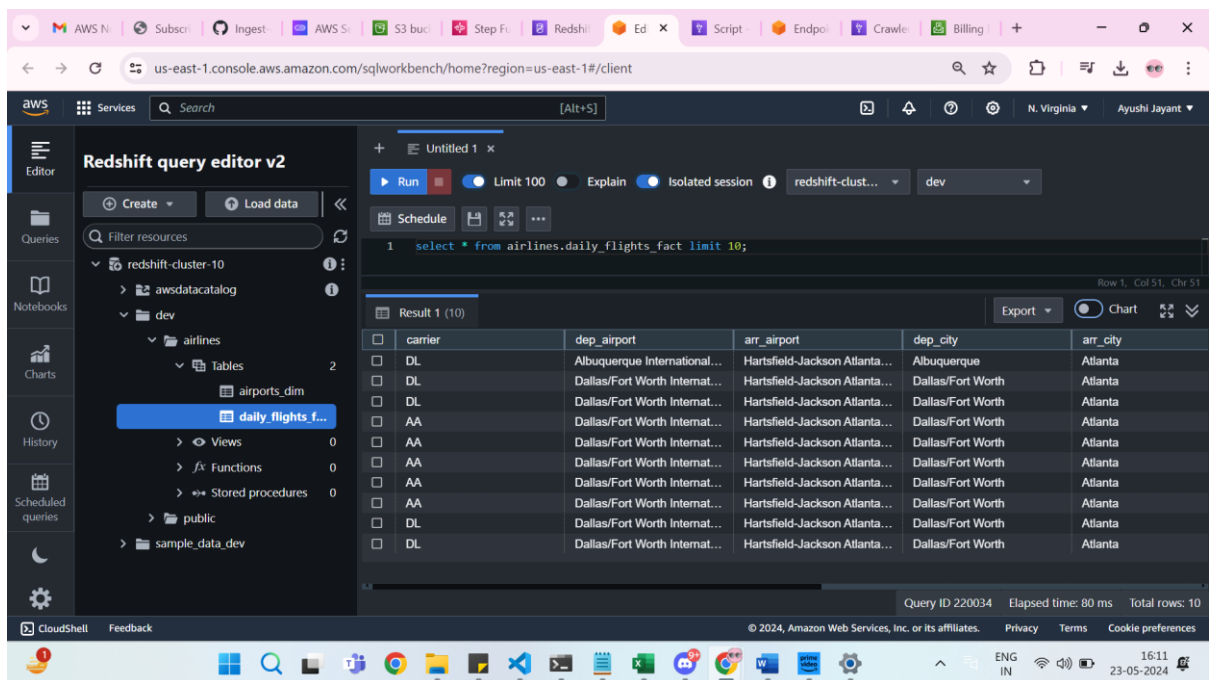 AWS N Subscri Ingest- AWS Se S3 buc Step Fu Redshi Ed Script - Endpoi Crawle Billing
us-east-1.console.aws.amazon.com/sqlworkbench/home?region=us-east-1#/client
aws Services Search [Alt+S] N. Virginia Ayushi Jayant
Editor
Queries
Notebooks
Charts
History
Scheduled
queries
Redshift query editor v2
Create Load data
Filter resources
redshift-cluster-10
awsdatacatalog
dev
airlines
Tables 2
airports_dim
daily_flights_f...
Views 0
fx Functions 0
Stored procedures 0
public
sample_data_dev
+ Untitled 1 ×
Run Limit 100 Explain Isolated session redshift-clust... dev
Schedule
1 select * from airlines.daily_flights_fact limit 10;
Row 1, Col 51, Chr 51
Result 1 (10) Export Chart
carrier dep_airport arr_airport dep_city arr_city
DL Albuquerque International... Hartsfield-Jackson Atlanta... Albuquerque Atlanta
DL Dallas/Fort Worth Internat... Hartsfield-Jackson Atlanta... Dallas/Fort Worth Atlanta
DL Dallas/Fort Worth Internat... Hartsfield-Jackson Atlanta... Dallas/Fort Worth Atlanta
AA Dallas/Fort Worth Internat... Hartsfield-Jackson Atlanta... Dallas/Fort Worth Atlanta
AA Dallas/Fort Worth Internat... Hartsfield-Jackson Atlanta... Dallas/Fort Worth Atlanta
AA Dallas/Fort Worth Internat... Hartsfield-Jackson Atlanta... Dallas/Fort Worth Atlanta
AA Dallas/Fort Worth Internat... Hartsfield-Jackson Atlanta... Dallas/Fort Worth Atlanta
AA Dallas/Fort Worth Internat... Hartsfield-Jackson Atlanta... Dallas/Fort Worth Atlanta
DL Dallas/Fort Worth Internat... Hartsfield-Jackson Atlanta... Dallas/Fort Worth Atlanta
DL Dallas/Fort Worth Internat... Hartsfield-Jackson Atlanta... Dallas/Fort Worth Atlanta
Query ID 220034 Elapsed time: 80 ms Total rows: 10
CloudShell Feedback © 2024, Amazon Web Services, Inc. or its affiliates. Privacy Terms Cookie preferences
ENG 16:11
IN 23-05-2024